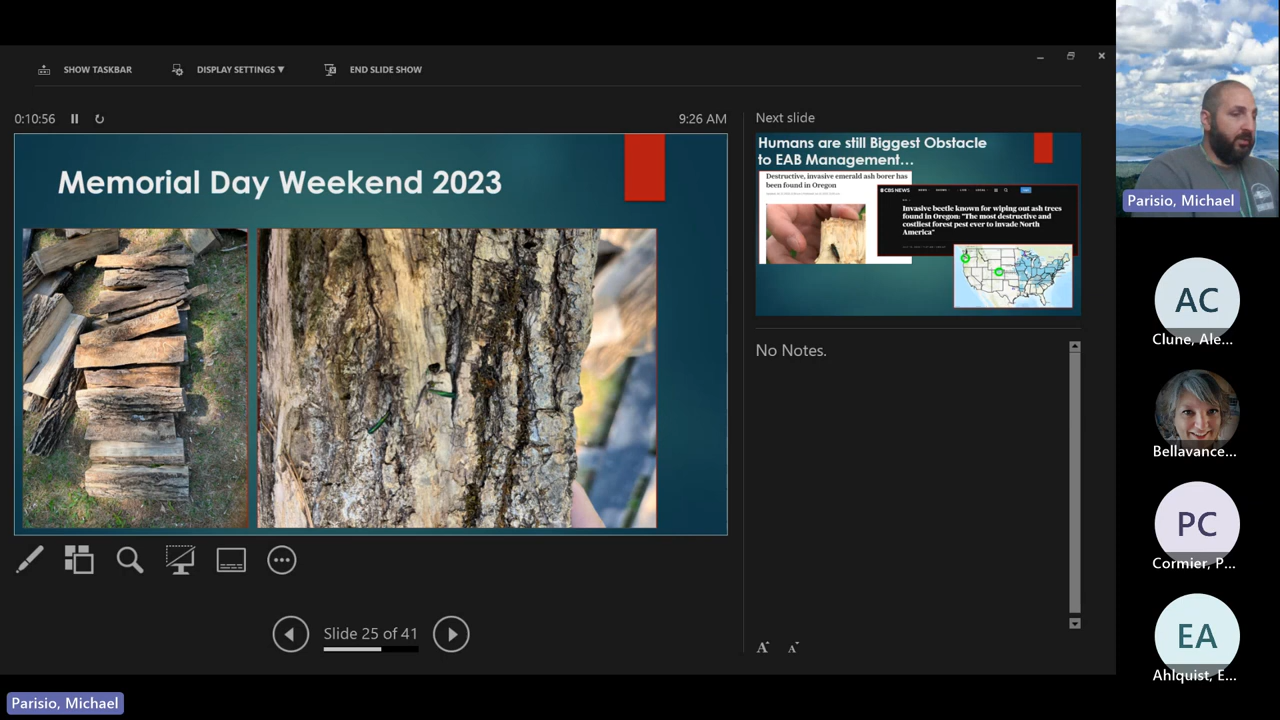 SHOW TASKBAR
DISPLAY SETTINGS ▼
END SLIDE SHOW
0:10:56
9:26 AM
Memorial Day Weekend 2023
Next slide
Humans are still Biggest Obstacle
to EAB Management...
Destructive, invasive emerald ash borer has
been found in Oregon
CBS NEWS
Invasive beetle known for wiping out ash trees
found in Oregon: "The most destructive and
costliest forest pest ever to invade North
America"
No Notes.
Slide 25 of 41
Parisio, Michael
AC
Clune, Ale...
Bellavance...
PC
Cormier, P...
EA
Ahlquist, E...
Parisio, Michael